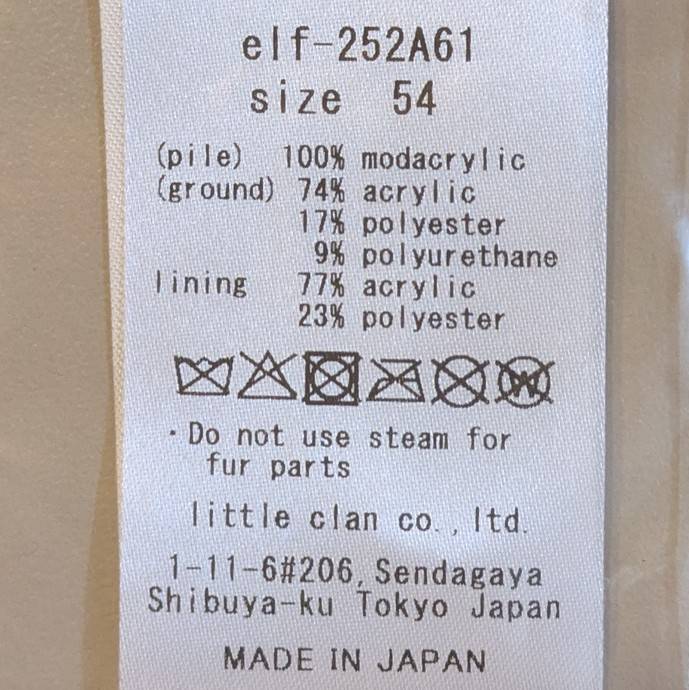 elf-252A61
size 54
(pile) 100% modacrylic
(ground) 74% acrylic
17% polyester
9% polyurethane
lining 77% acrylic
23% polyester
W
・Do not use steam for
fur parts
little clan co.,ltd.
1-11-6#206, Sendagaya
Shibuya-ku Tokyo Japan
MADE IN JAPAN